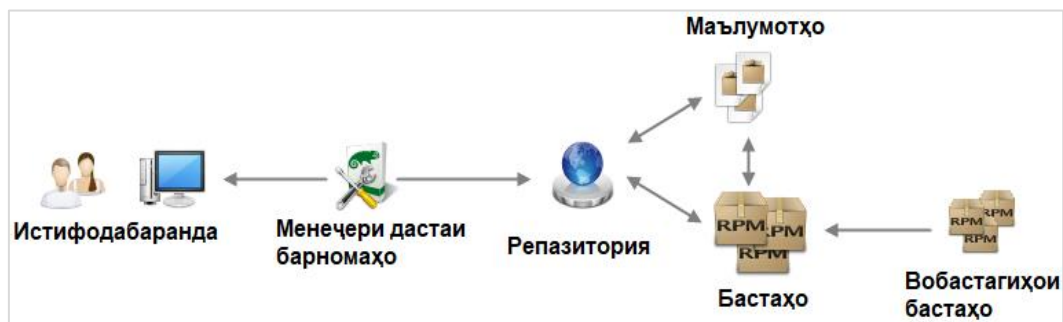 Маълумотҳо
Истифодабаранда
Менеҷери дастаи
барномаҳо
Репазитория
RPM
RPM
RPM
Бастаҳо
RPM
RPM
RPM
Вобастагиҳои
бастаҳо